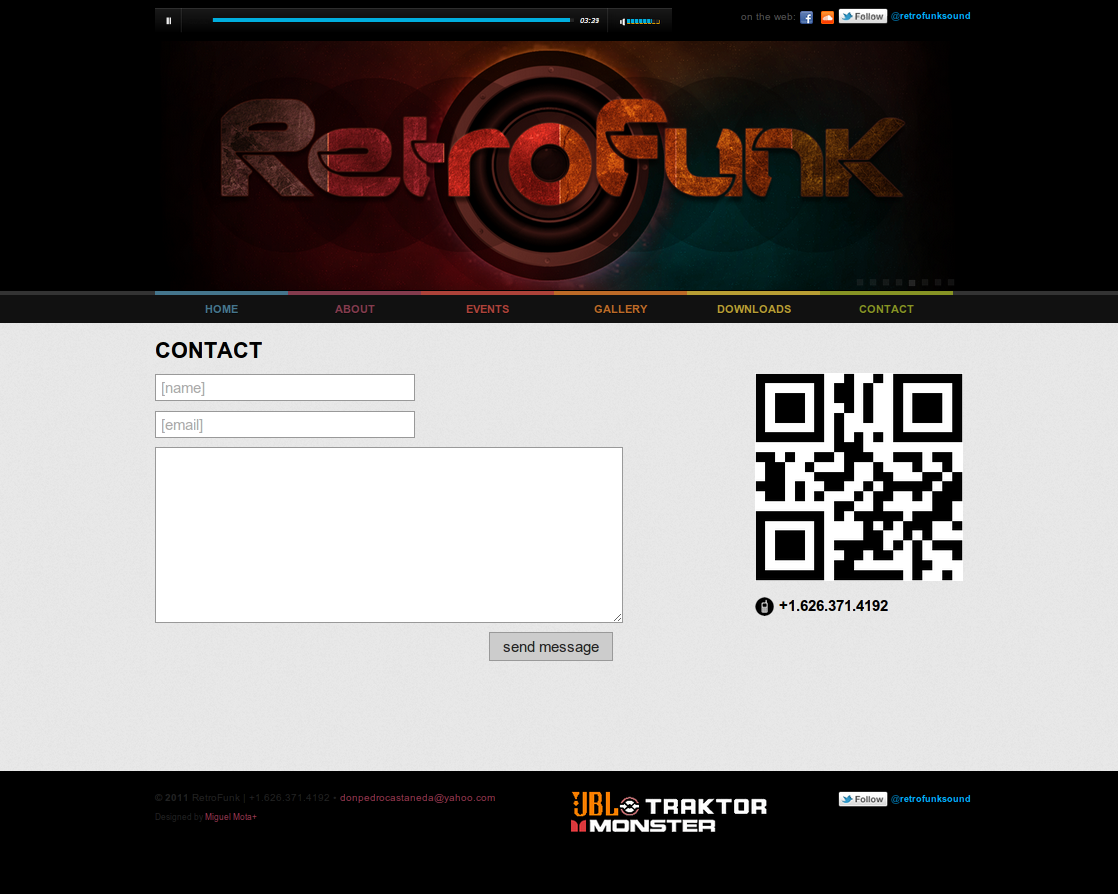 03:23
on the web: Follow @retrofunksound
RetroFunk
HOME ABOUT EVENTS GALLERY DOWNLOADS CONTACT
CONTACT
[name]
[email]
send message
+1.626.371.4192
© 2011 RetroFunk | +1.626.371.4192 • donpedrocastaneda@yahoo.com
Designed by Miguel Mota+
JBL TRAKTOR
MONSTER
Follow @retrofunksound